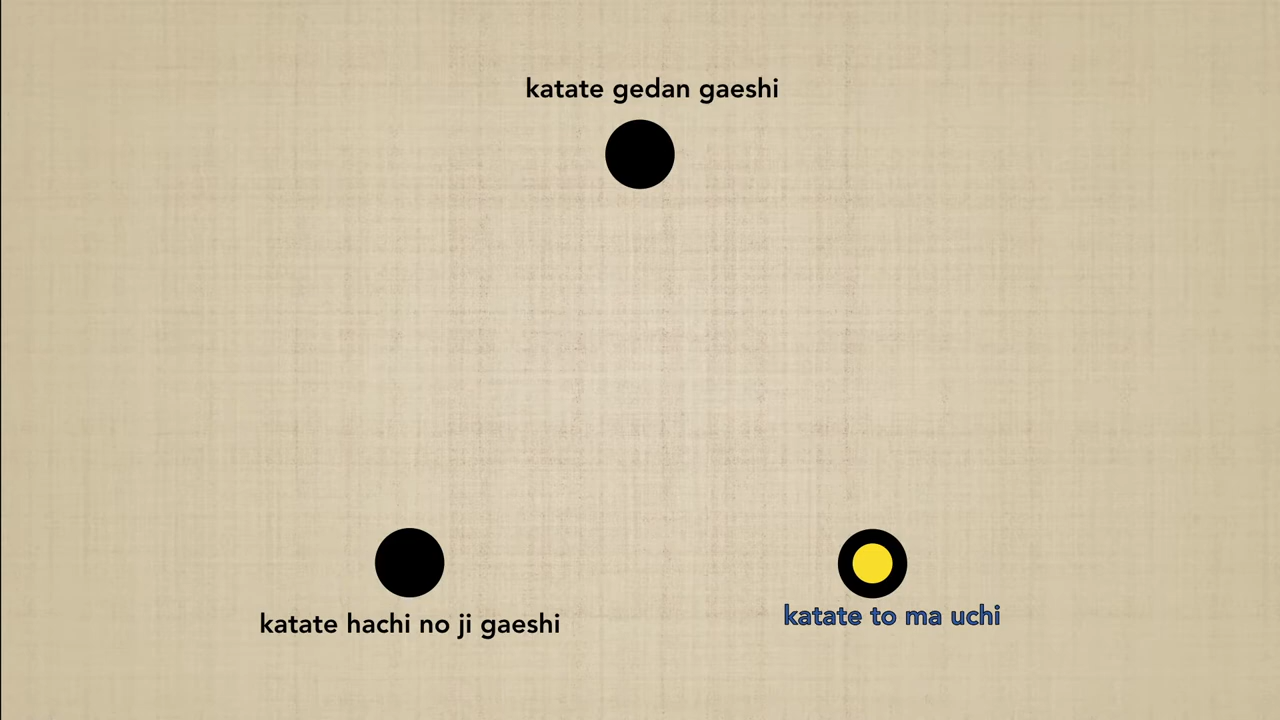 katate gedan gaeshi
katate hachi no ji gaeshi
katate to ma uchi